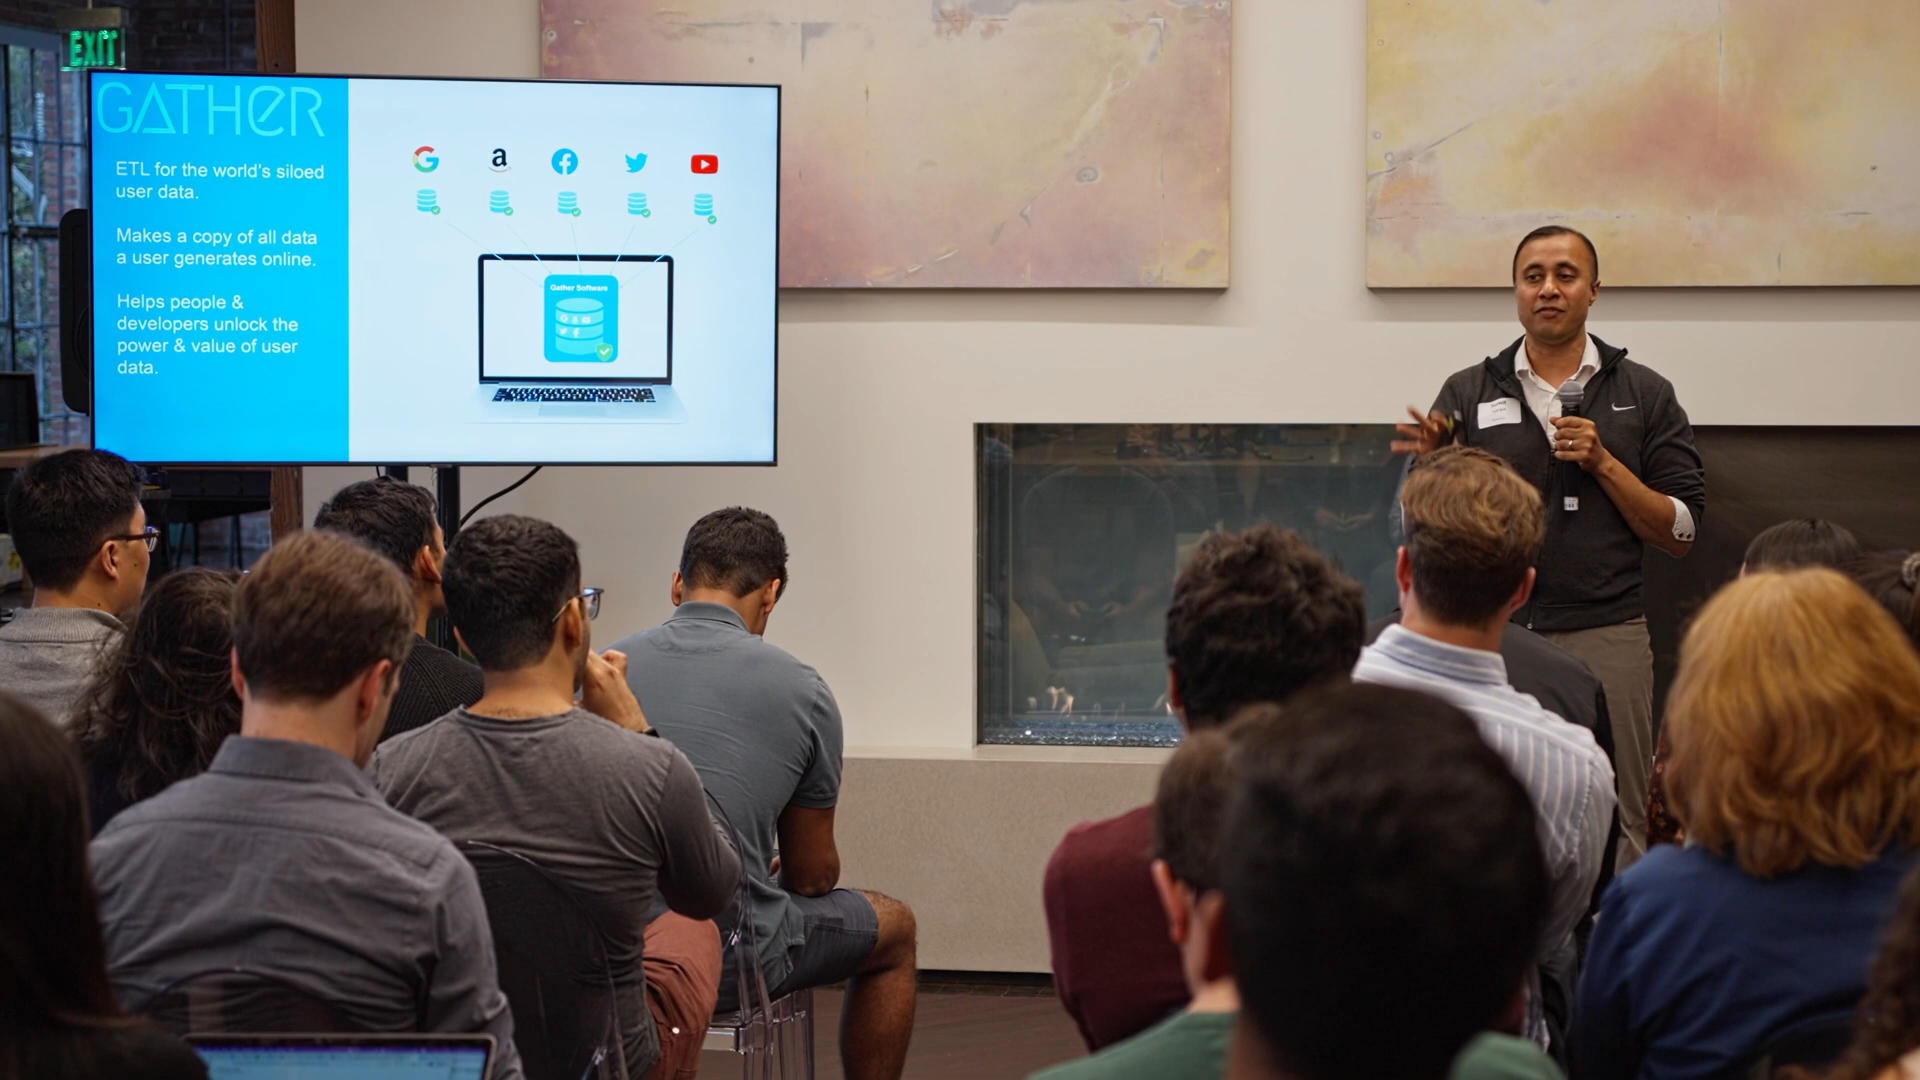 EXIT
GATHER
ETL for the world's siloed
user data.
Makes a copy of all data
a user generates online.
Helps people &
developers unlock the
power & value of user
data.
Gather Software